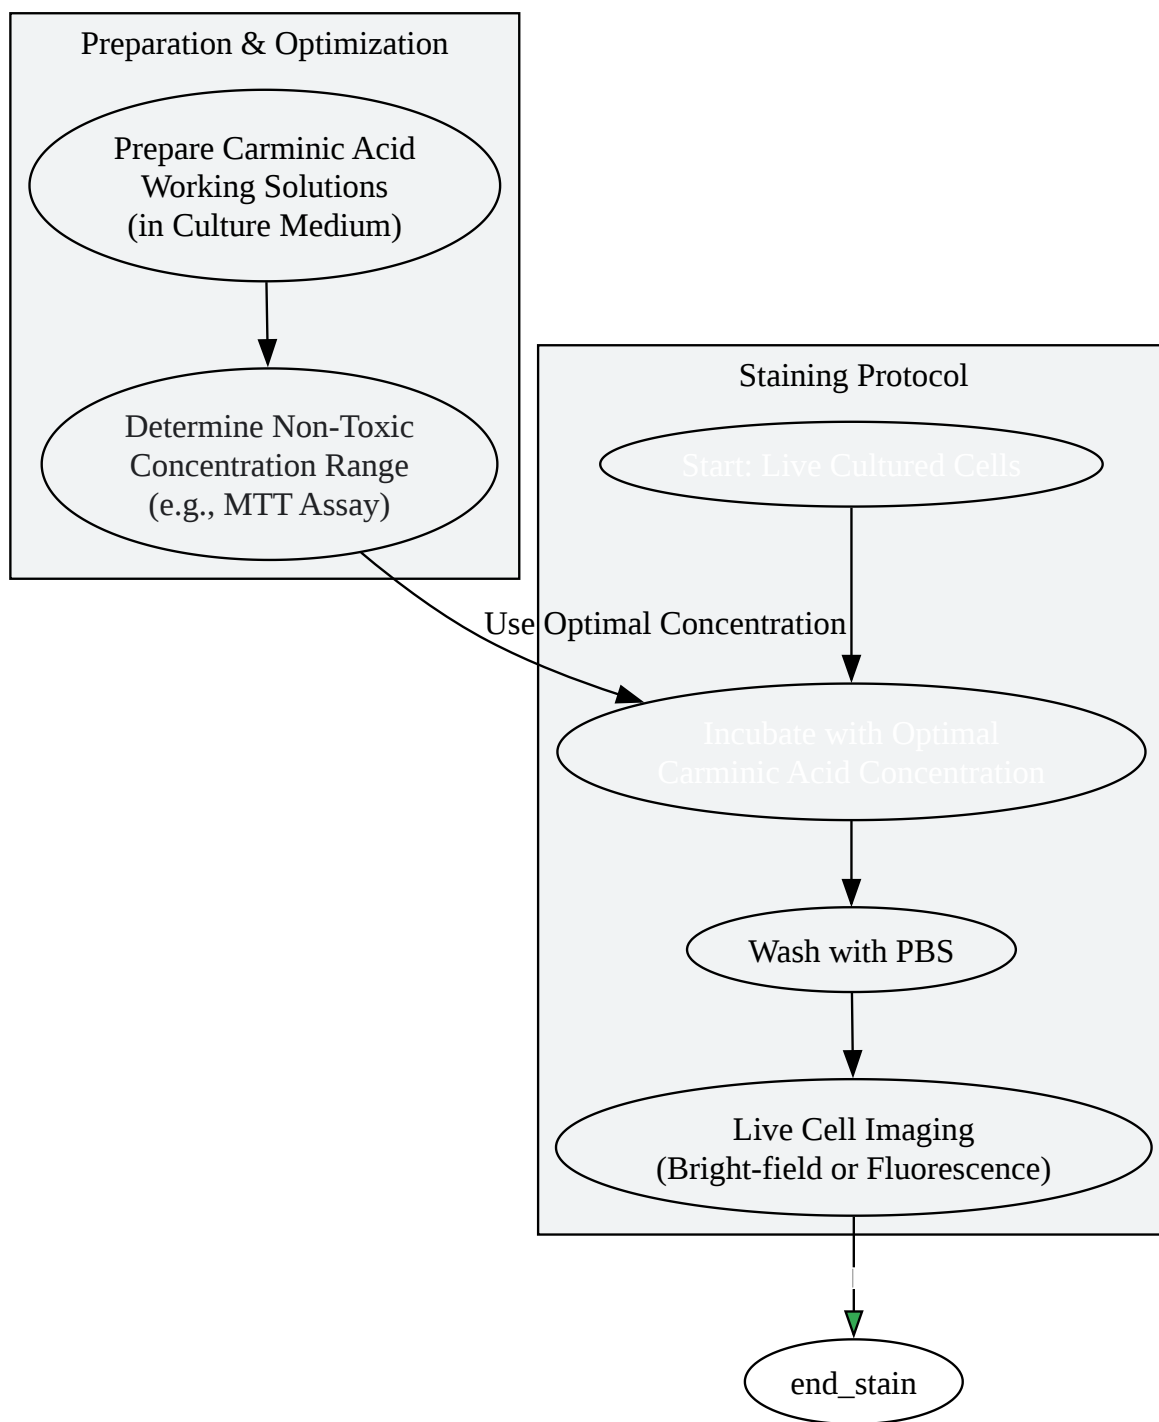 Preparation & Optimization
Prepare Carminic Acid
Working Solutions
(in Culture Medium)
Determine Non-Toxic
Concentration Range
(e.g., MTT Assay)
Use Optimal Concentration
Staining Protocol
Start: Live Cultured Cells
Incubate with Optimal
Carminic Acid Concentration
Wash with PBS
Live Cell Imaging
(Bright-field or Fluorescence)
end_stain